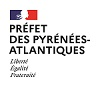 PRÉFET
DES PYRÉNÉES-
ATLANTIQUES
Liberté
Égalité
Fraternité